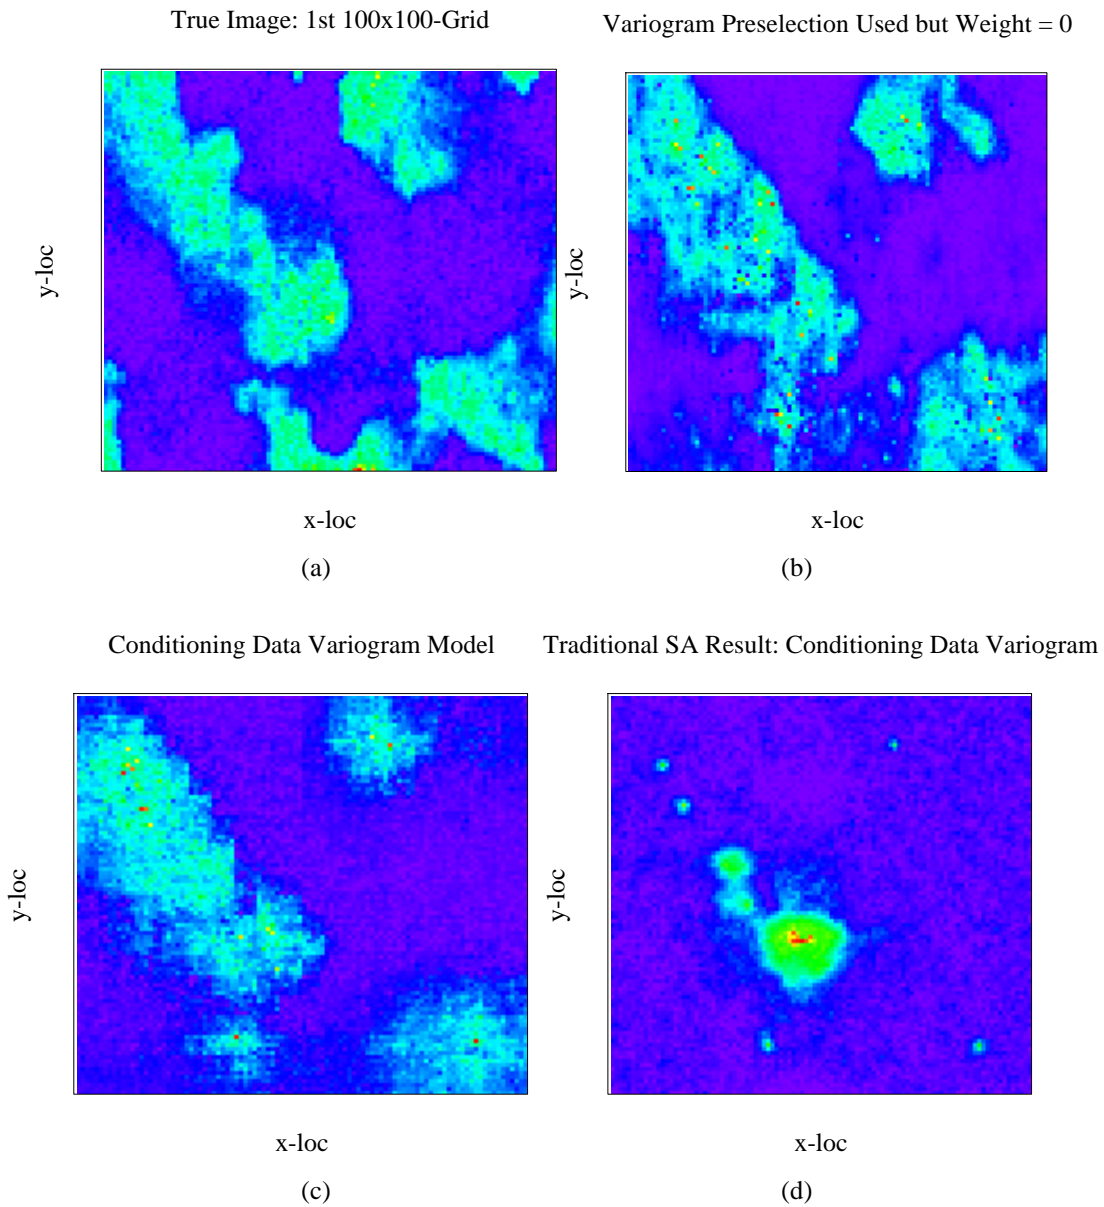 True Image: 1st 100x100-Grid
Variogram Preselection Used but Weight = 0
y-loc
y-loc
x-loc
x-loc
(a)
(b)
Conditioning Data Variogram Model
Traditional SA Result: Conditioning Data Variogram
y-loc
y-loc
x-loc
x-loc
(c)
(d)